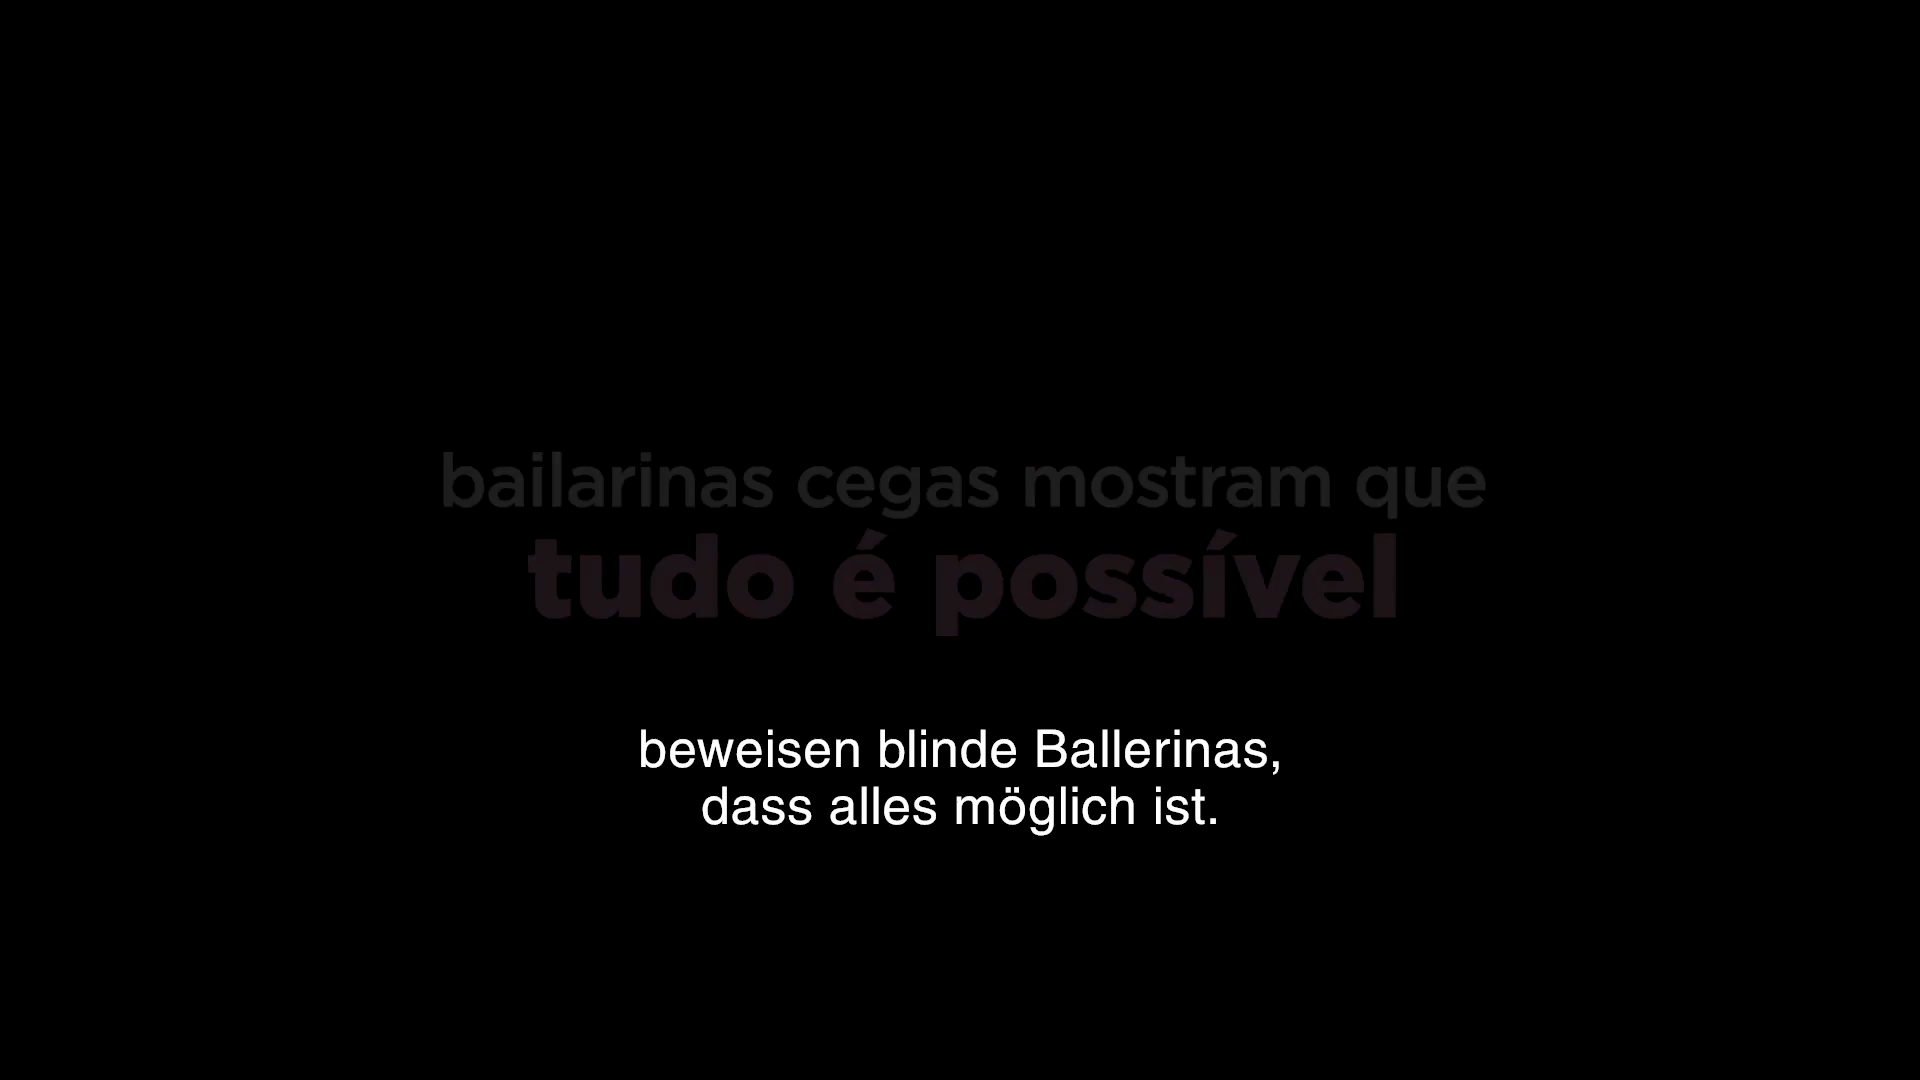 bailarinas cegas mostram que
tudo é possível
beweisen blinde Ballerinas,
dass alles möglich ist.